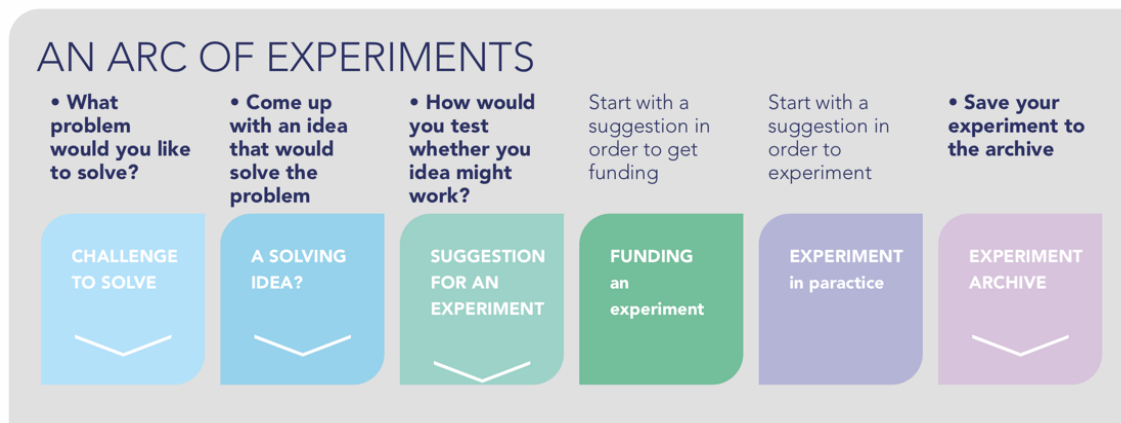 AN ARC OF EXPERIMENTS
• What
problem
would you like
to solve?
• Come up
with an idea
that would
solve the
problem
• How would
you test
whether you
idea might
work?
Start with a
suggestion in
order to get
funding
Start with a
suggestion in
order to
experiment
• Save your
experiment to
the archive
CHALLENGE
TO SOLVE
A SOLVING
IDEA?
SUGGESTION
FOR AN
EXPERIMENT
FUNDING
an
experiment
EXPERIMENT
in paractice
EXPERIMENT
ARCHIVE